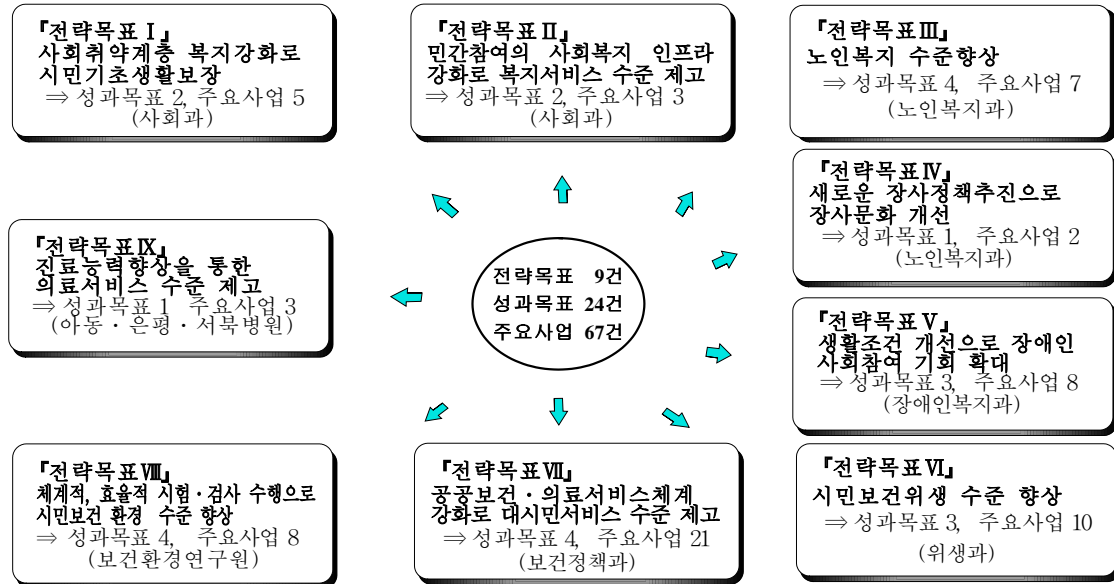 『전략목표Ⅰ』
사회취약계층 복지강화로
시민기초생활보장
⇒ 성과목표 2, 주요사업 5
(사회과)
『전략목표Ⅱ』
민간참여의 사회복지 인프라
강화로 복지서비스 수준 제고
⇒ 성과목표 2, 주요사업 3
(사회과)
『전략목표Ⅲ』
노인복지 수준향상
⇒ 성과목표 4, 주요사업 7
(노인복지과)
『전략목표Ⅳ』
새로운 장사정책추진으로
장사문화 개선
⇒ 성과목표 1, 주요사업 2
(노인복지과)
『전략목표Ⅸ』
진료능력향상을 통한
의료서비스 수준 제고
⇒ 성과목표 1 주요사업 3
(아동·은평·서북병원)
전략목표 9건
성과목표 24건
주요사업 67건
『전략목표Ⅴ』
생활조건 개선으로 장애인
사회참여 기회 확대
⇒ 성과목표 3, 주요사업 8
(장애인복지과)
『전략목표Ⅷ』
체계적, 효율적 시험·검사 수행으로
시민보건 환경 수준 향상
⇒ 성과목표 4, 주요사업 8
(보건환경연구원)
『전략목표Ⅶ』
공공보건·의료서비스체계
강화로 대시민서비스 수준 제고
⇒ 성과목표 4, 주요사업 21
(보건정책과)
『전략목표Ⅵ』
시민보건위생 수준 향상
⇒ 성과목표 3, 주요사업 10
(위생과)